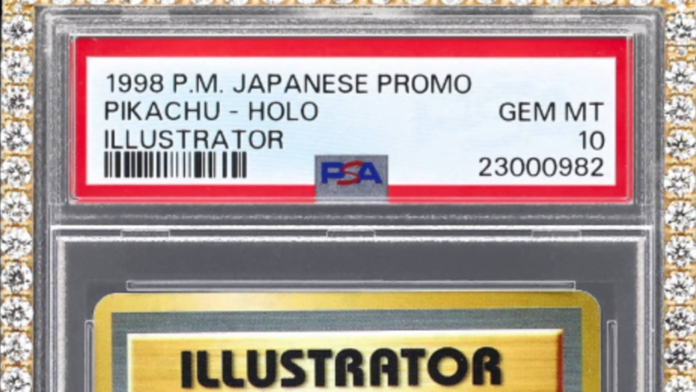 1998 P.M. JAPANESE PROMO
PIKACHU - HOLO GEM MT
ILLUSTRATOR 10
PSA 23000982
ILLUSTRATOR